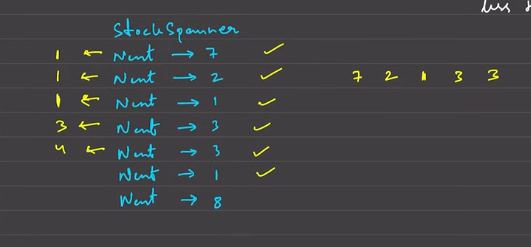 less
StockSpanner
1 ← Next → 7 ✓
1 ← Next → 2 ✓ 7 2 1 3 3
1 ← Next → 1 ✓
3 ← Next → 3 ✓
4 ← Next → 3 ✓
Next → 1 ✓
Next → 8